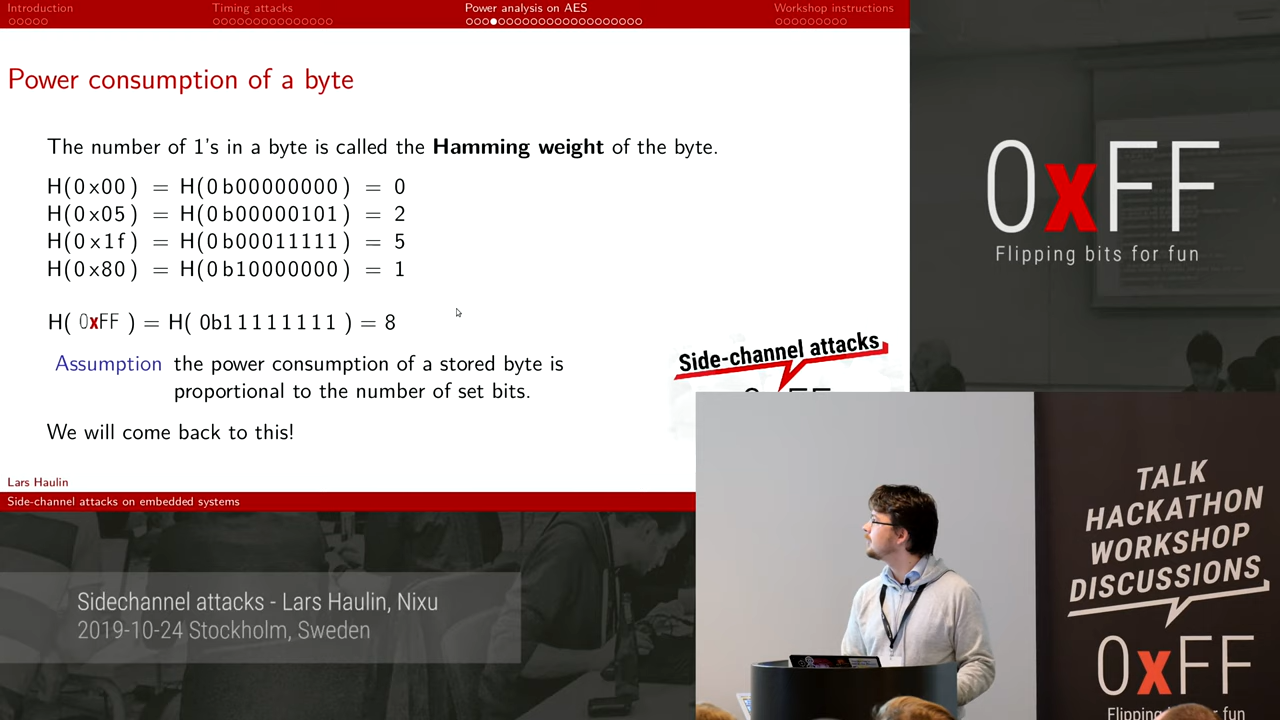 Introduction
Timing attacks
Power analysis on AES
Workshop instructions
Power consumption of a byte
The number of 1's in a byte is called the Hamming weight of the byte.
H(0x00) = H(0b00000000) = 0
H(0x05) = H(0b00000101) = 2
H(0x1f) = H(0b00011111) = 5
H(0x80) = H(0b10000000) = 1
H( 0xFF ) = H( 0b11111111 ) = 8
Assumption the power consumption of a stored byte is
proportional to the number of set bits.
We will come back to this!
Side-channel attacks
Lars Haulin
Side-channel attacks on embedded systems
0xFF
Flipping bits for fun
Sidechannel attacks - Lars Haulin, Nixu
2019-10-24 Stockholm, Sweden
TALK
HACKATHON
WORKSHOP
DISCUSSIONS
0xFF
Flipping bits for fun